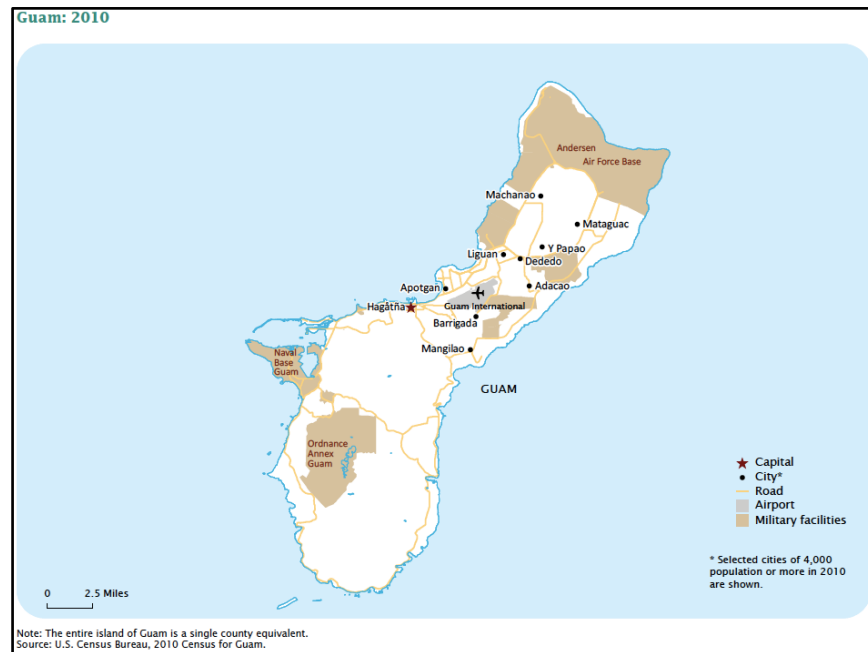 Guam: 2010
Andersen
Air Force Base
Machanao
Mataguac
Y Papao
Liguan
Dededo
Apotgan
Adacao
Hagåtña
Guam International
Barrigada
Mangilao
Naval
Base
Guam
GUAM
Ordnance
Annex
Guam
Capital
City*
Road
Airport
Military facilities
* Selected cities of 4,000
population or more in 2010
are shown.
0 2.5 Miles
Note: The entire island of Guam is a single county equivalent.
Source: U.S. Census Bureau, 2010 Census for Guam.